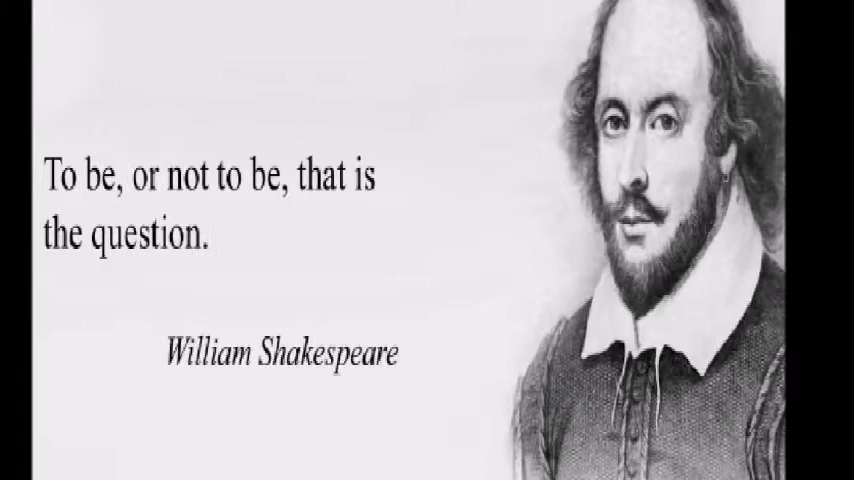 To be, or not to be, that is
the question.
William Shakespeare